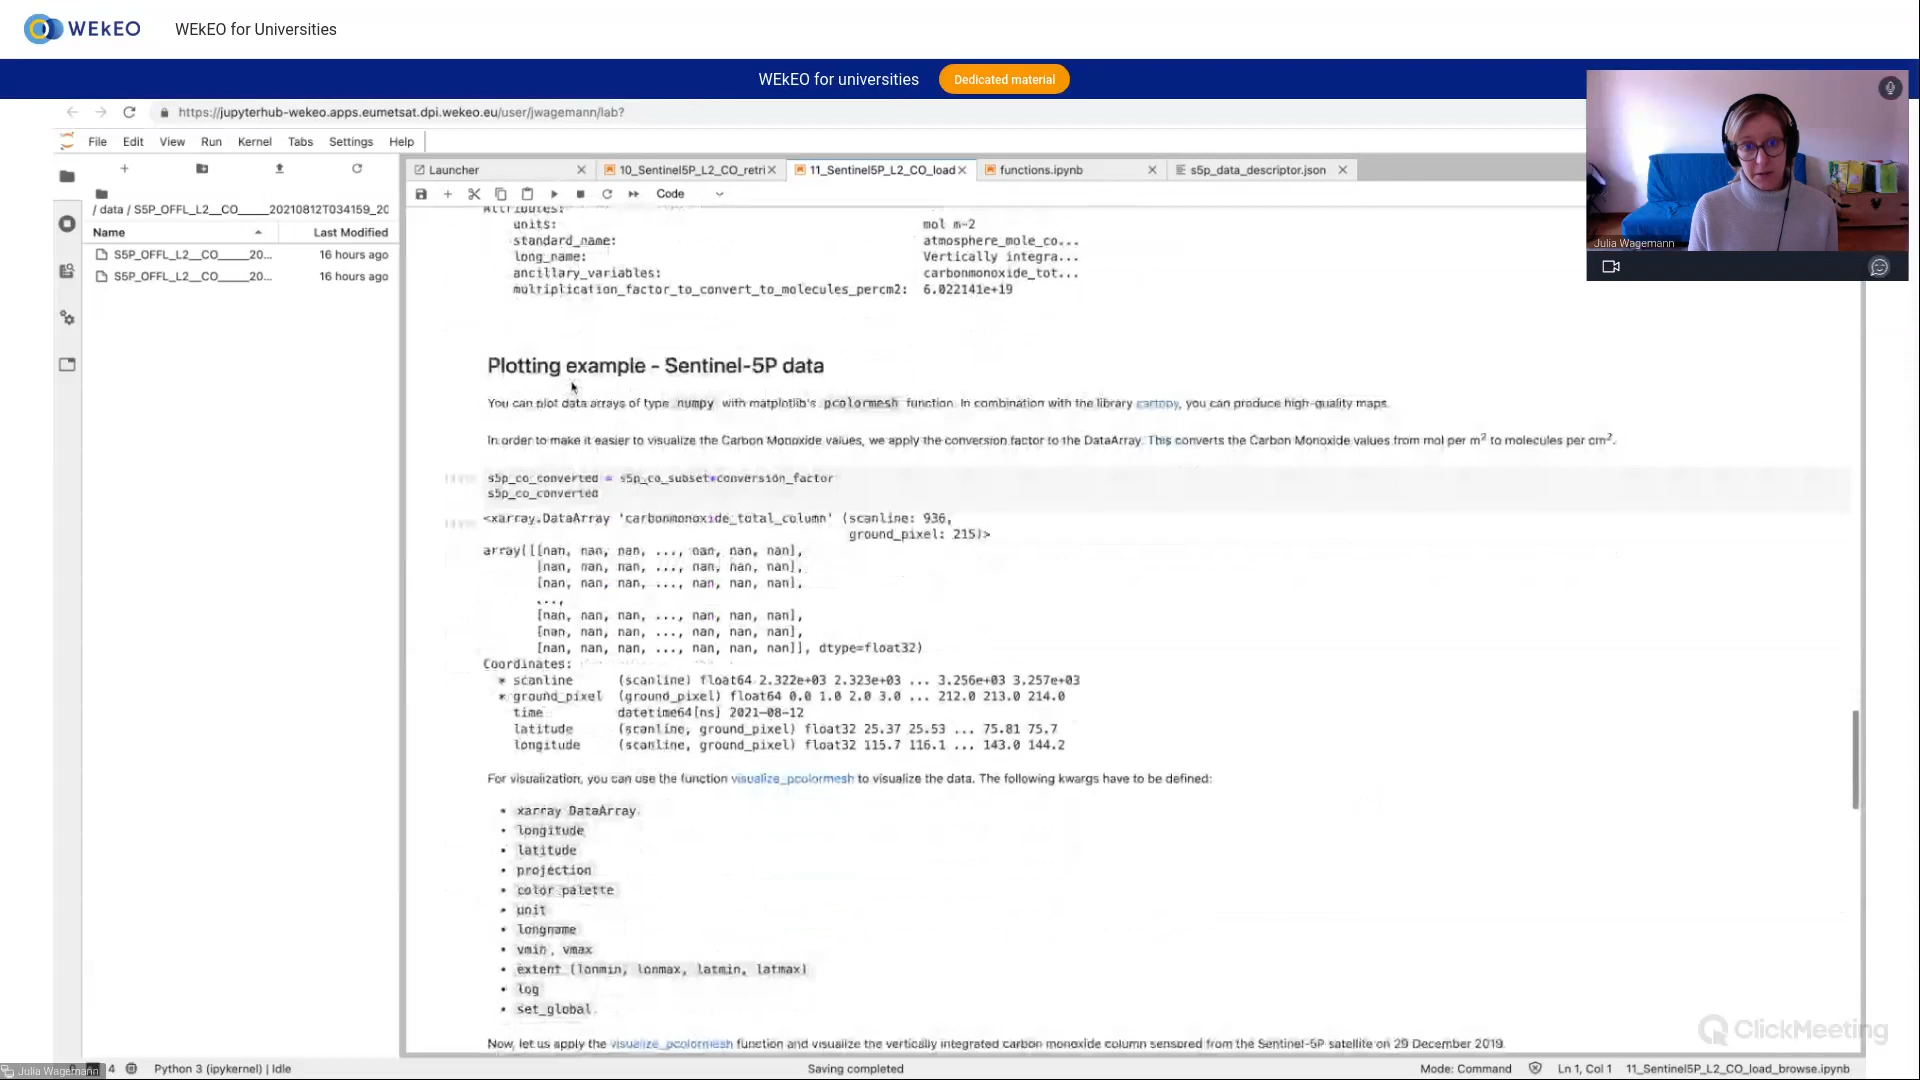 WEkEO
WEkEO for Universities
WEkEO for universities
Dedicated material
https://jupyterhub-wekeo.apps.eumetsat.dpi.wekeo.eu/user/jwagemann/lab?
File Edit View Run Kernel Tabs Settings Help
Launcher
10_Sentinel5P_L2_CO_retri
11_Sentinel5P_L2_CO_load
functions.ipynb
s5p_data_descriptor.json
Code
/ data / S5P_OFFL_L2__CO_____20210812T034159_20
Name Last Modified
S5P_OFFL_L2__CO_____20... 16 hours ago
S5P_OFFL_L2__CO_____20... 16 hours ago
Attributes:
units: mol m-2
standard_name: atmosphere_mole_co...
long_name: Vertically integra...
ancillary_variables: carbonmonoxide_tot...
multiplication_factor_to_convert_to_molecules_percm2: 6.022141e+19
Plotting example - Sentinel-5P data
You can plot data arrays of type numpy with matplotlib's pcolormesh function. In combination with the library cartopy, you can produce high-quality maps.
In order to make it easier to visualize the Carbon Monoxide values, we apply the conversion factor to the DataArray. This converts the Carbon Monoxide values from mol per m2 to molecules per cm2.
s5p_co_converted = s5p_co_subset*conversion_factor
s5p_co_converted
<xarray.DataArray 'carbonmonoxide_total_column' (scanline: 936,
ground_pixel: 215)>
array([[nan, nan, nan, ..., nan, nan, nan],
[nan, nan, nan, ..., nan, nan, nan],
[nan, nan, nan, ..., nan, nan, nan],
...,
[nan, nan, nan, ..., nan, nan, nan],
[nan, nan, nan, ..., nan, nan, nan],
[nan, nan, nan, ..., nan, nan, nan]], dtype=float32)
Coordinates:
* scanline (scanline) float64 2.322e+03 2.323e+03 ... 3.256e+03 3.257e+03
* ground_pixel (ground_pixel) float64 0.0 1.0 2.0 3.0 ... 212.0 213.0 214.0
time datetime64[ns] 2021-08-12
latitude (scanline, ground_pixel) float32 25.37 25.53 ... 75.81 75.7
longitude (scanline, ground_pixel) float32 115.7 116.1 ... 143.0 144.2
For visualization, you can use the function visualize_pcolormesh to visualize the data. The following kwargs have to be defined:
• xarray DataArray
• longitude
• latitude
• projection
• color palette
• unit
• longname
• vmin, vmax
• extent (lonmin, lonmax, latmin, latmax)
• log
• set_global
Now, let us apply the visualize_pcolormesh function and visualize the vertically integrated carbon monoxide column sensored from the Sentinel-5P satellite on 29 December 2019.
Julia Wagemann
ClickMeeting
Julia Wagemann
4
Python 3 (ipykernel) | Idle
Saving completed
Mode: Command
Ln 1, Col 1
11_Sentinel5P_L2_CO_load_browse.ipynb